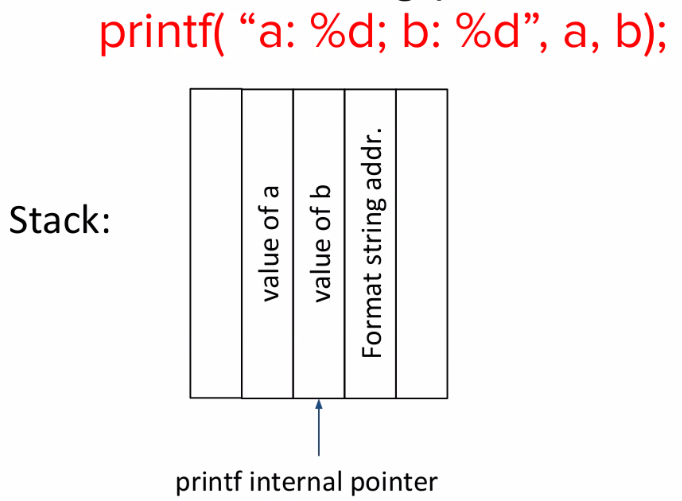 printf( “a: %d; b: %d”, a, b);
Stack:
value of a
value of b
Format string addr.
printf internal pointer